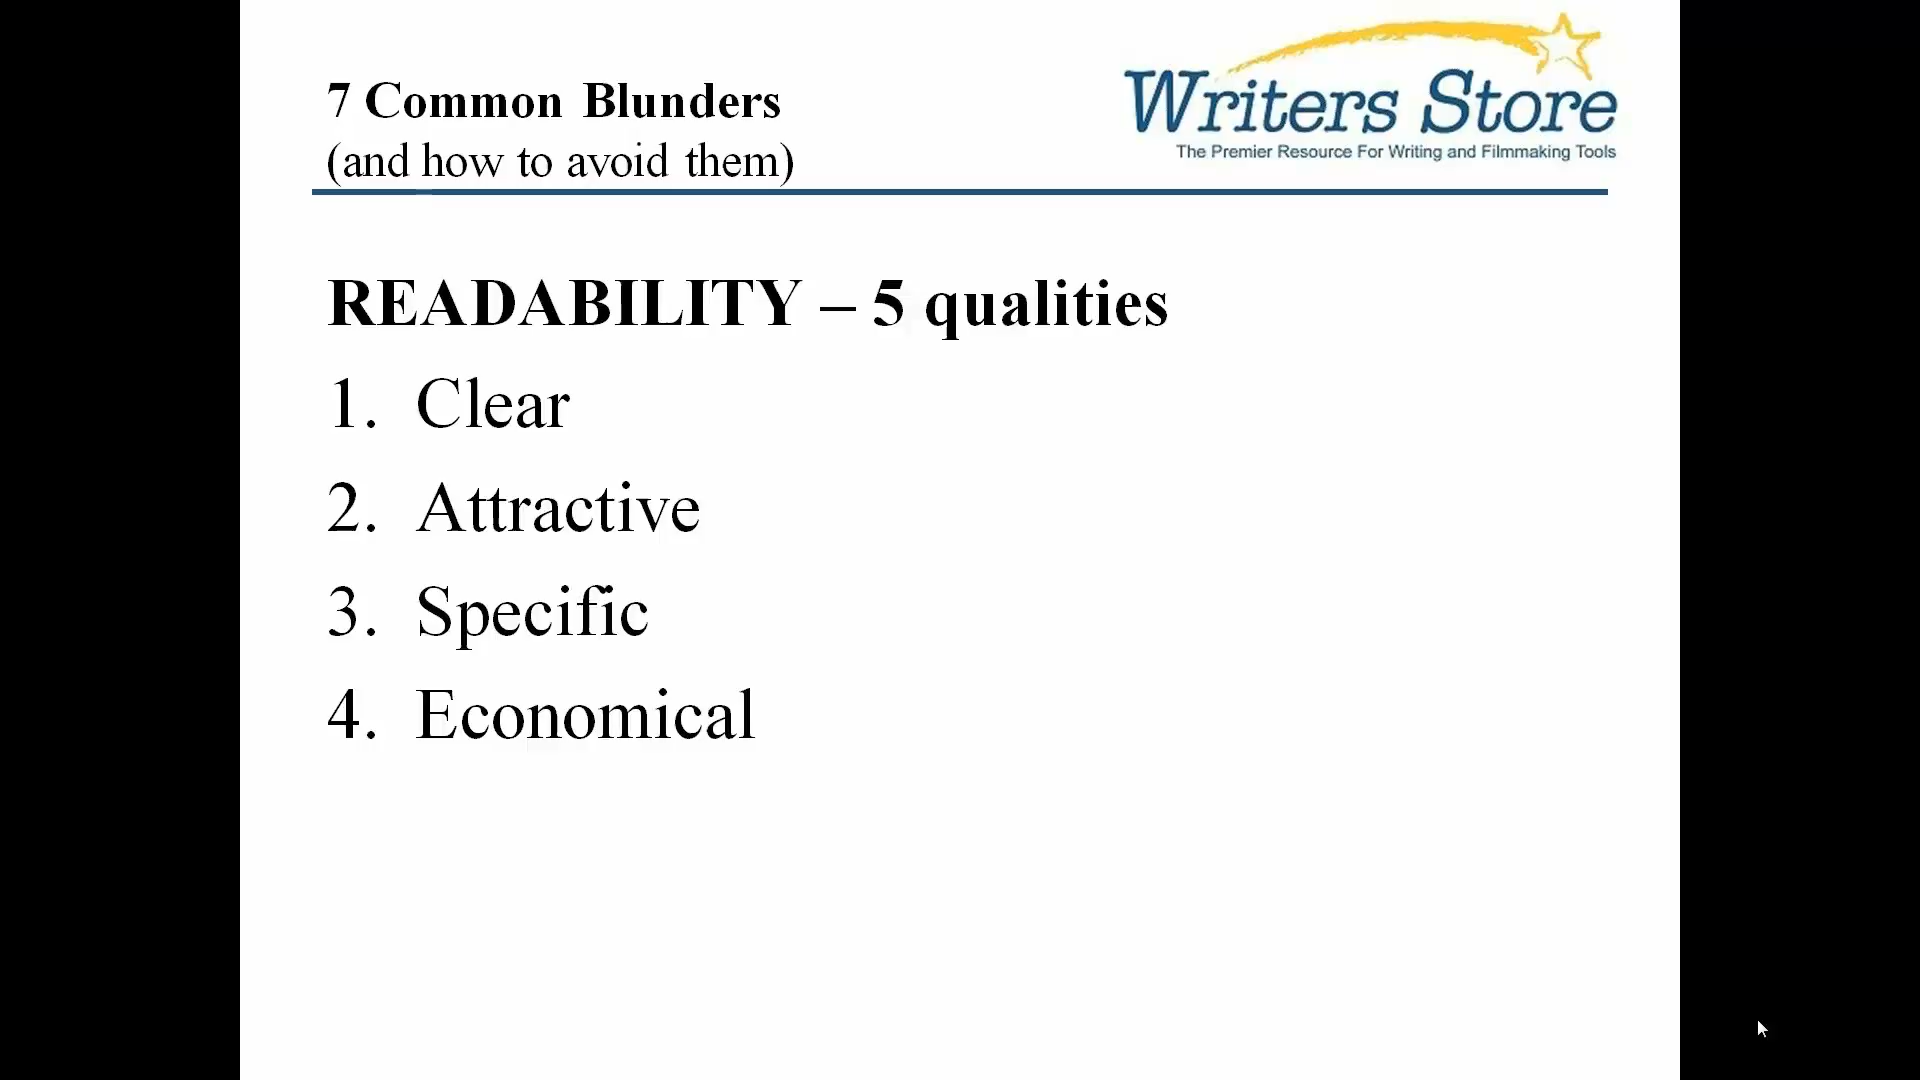 7 Common Blunders
(and how to avoid them)
Writers Store
The Premier Resource For Writing and Filmmaking Tools
READABILITY – 5 qualities
1. Clear
2. Attractive
3. Specific
4. Economical